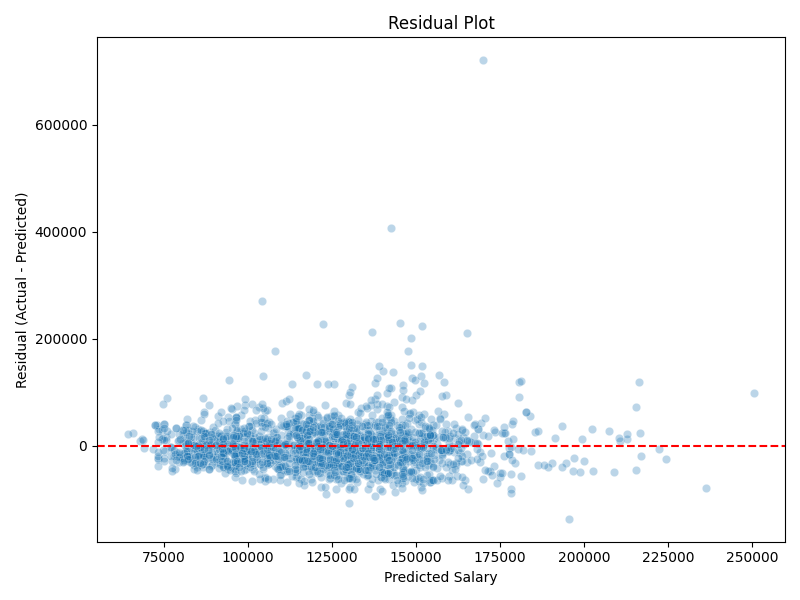 Residual Plot
Residual (Actual - Predicted)
600000
400000
200000
0
75000 100000 125000 150000 175000 200000 225000 250000
Predicted Salary